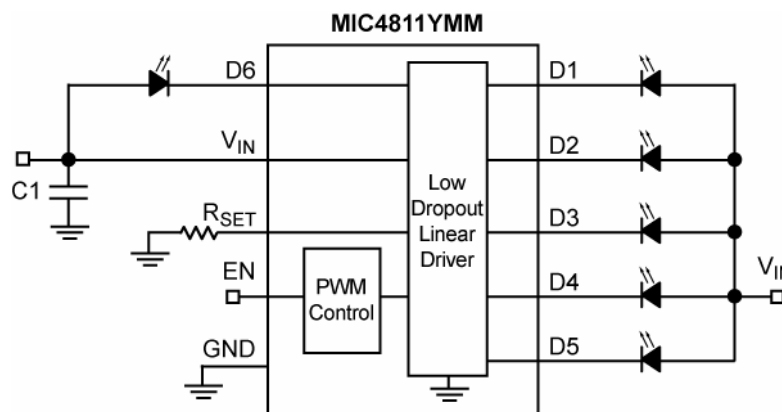 MIC4811YMM
D6
D1
VIN
D2
C1
Low
Dropout
Linear
Driver
RSET
D3
EN
PWM
Control
D4
VIN
GND
D5